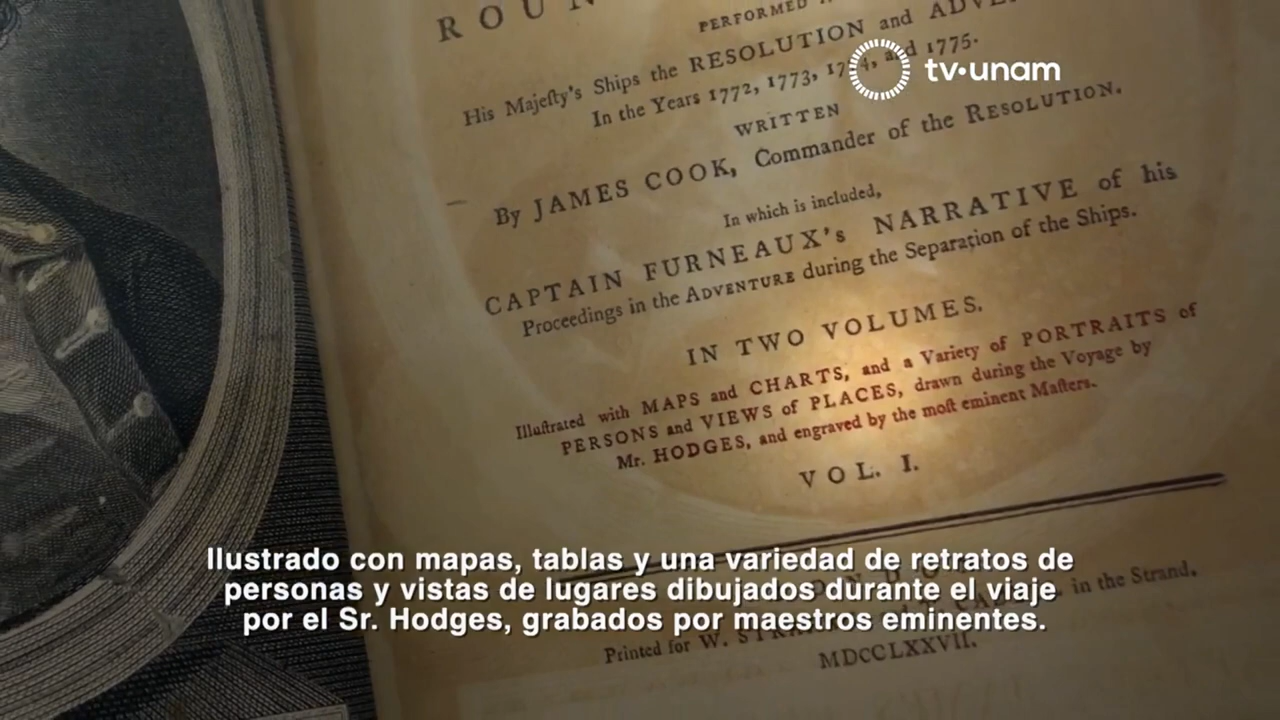 ROUN
PERFORMED
His Majeſty's Ships the RESOLUTION and ADVE
In the Years 1772, 1773, 1774, and 1775.
tv·unam
WRITTEN
By JAMES COOK, Commander of the RESOLUTION.
In which is included,
CAPTAIN FURNEAUX's NARRATIVE of his
Proceedings in the ADVENTURE during the Separation of the Ships.
IN TWO VOLUMES.
Illuſtrated with MAPS and CHARTS, and a Variety of PORTRAITS of
PERSONS and VIEWS of PLACES, drawn during the Voyage by
Mr. HODGES, and engraved by the moſt eminent Maſters.
VOL. I.
Ilustrado con mapas, tablas y una variedad de retratos de
personas y vistas de lugares dibujados durante el viaje
por el Sr. Hodges, grabados por maestros eminentes.
in the Strand,
Printed for W.
MDCCLXXVII.